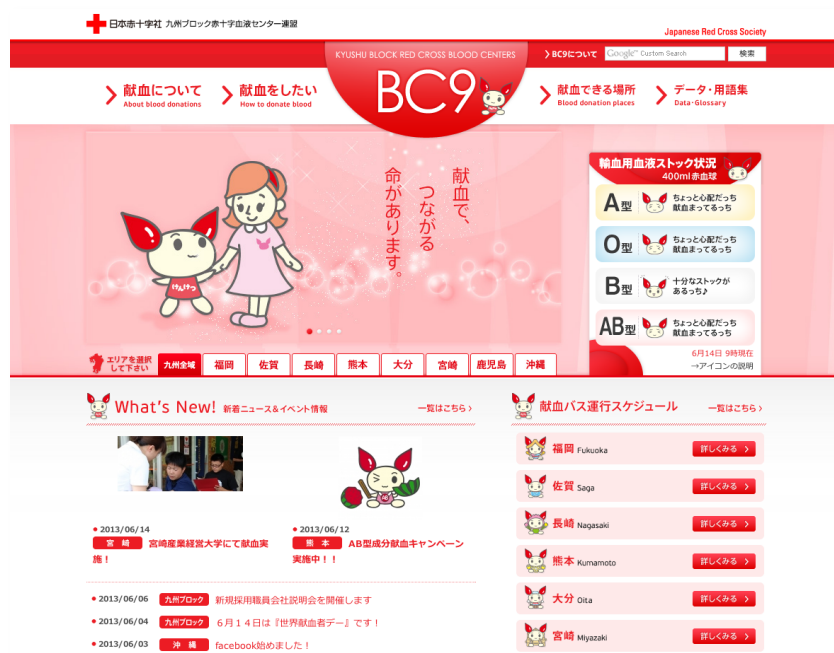 日本赤十字社 九州ブロック赤十字血液センター連盟
Japanese Red Cross Society
KYUSHU BLOCK RED CROSS BLOOD CENTERS
BC9について
Google™ Custom Search
検索
BC9
献血について
About blood donations
献血をしたい
How to donate blood
献血できる場所
Blood donation places
データ・用語集
Data・Glossary
献血で、
つながる
命があります。
けんけつ
輸血用血液ストック状況
400ml赤血球
A型
ちょっと心配だっち
献血まってるっち
O型
ちょっと心配だっち
献血まってるっち
B型
十分なストックが
あるっち♪
AB型
ちょっと心配だっち
献血まってるっち
6月14日 9時現在
→アイコンの説明
エリアを選択
して下さい
九州全域 福岡 佐賀 長崎 熊本 大分 宮崎 鹿児島 沖縄
What's New! 新着ニュース&イベント情報
一覧はこちら
AB
2013/06/14
宮崎 宮崎産業経営大学にて献血実
施！
2013/06/12
熊本 AB型成分献血キャンペーン
実施中！！
2013/06/06 九州ブロック 新規採用職員会社説明会を開催します
2013/06/04 九州ブロック ６月１４日は『世界献血者デー』です！
2013/06/03 沖縄 facebook始めました！
献血バス運行スケジュール
一覧はこちら
福岡 Fukuoka 詳しくみる
佐賀 Saga 詳しくみる
長崎 Nagasaki 詳しくみる
熊本 Kumamoto 詳しくみる
大分 Oita 詳しくみる
宮崎 Miyazaki 詳しくみる